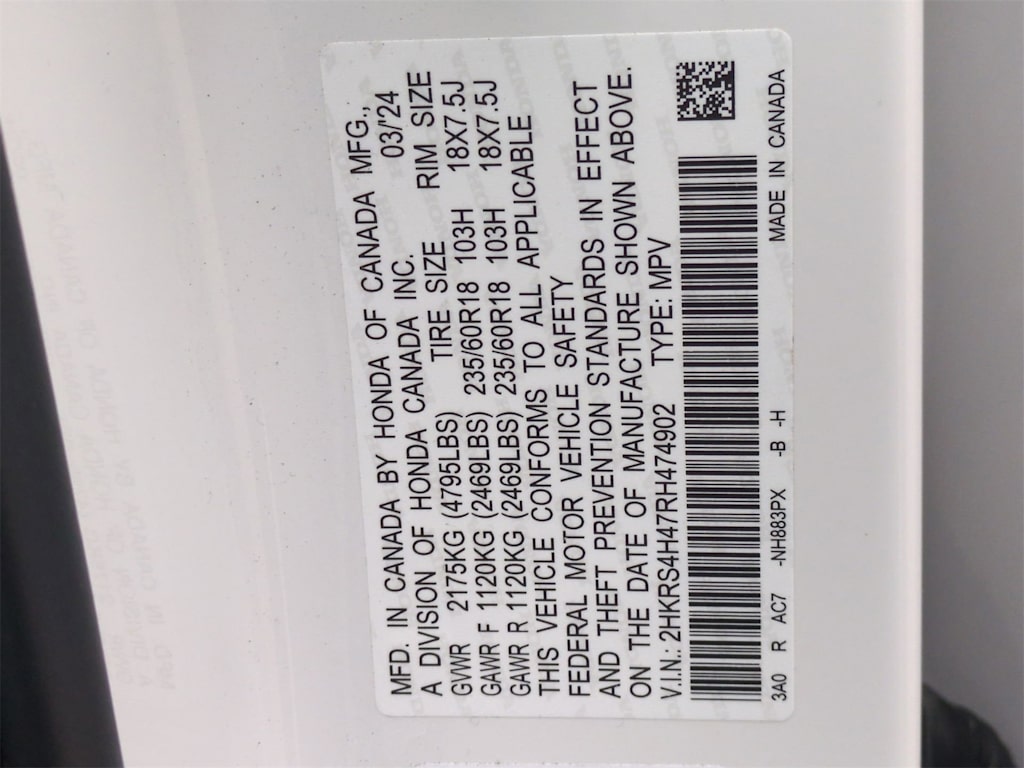 MFD. IN CANADA BY HONDA OF CANADA MFG.,
A DIVISION OF HONDA CANADA INC. 03/'24
GVWR 2175KG (4795LBS) TIRE SIZE RIM SIZE
GAWR F 1120KG (2469LBS) 235/60R18 103H 18X7.5J
GAWR R 1120KG (2469LBS) 235/60R18 103H 18X7.5J
THIS VEHICLE CONFORMS TO ALL APPLICABLE
FEDERAL MOTOR VEHICLE SAFETY
AND THEFT PREVENTION STANDARDS IN EFFECT
ON THE DATE OF MANUFACTURE SHOWN ABOVE.
V.I.N.: 2HKRS4H47RH474902 TYPE: MPV
3A0 R AC7 -NH883PX -B -H MADE IN CANADA